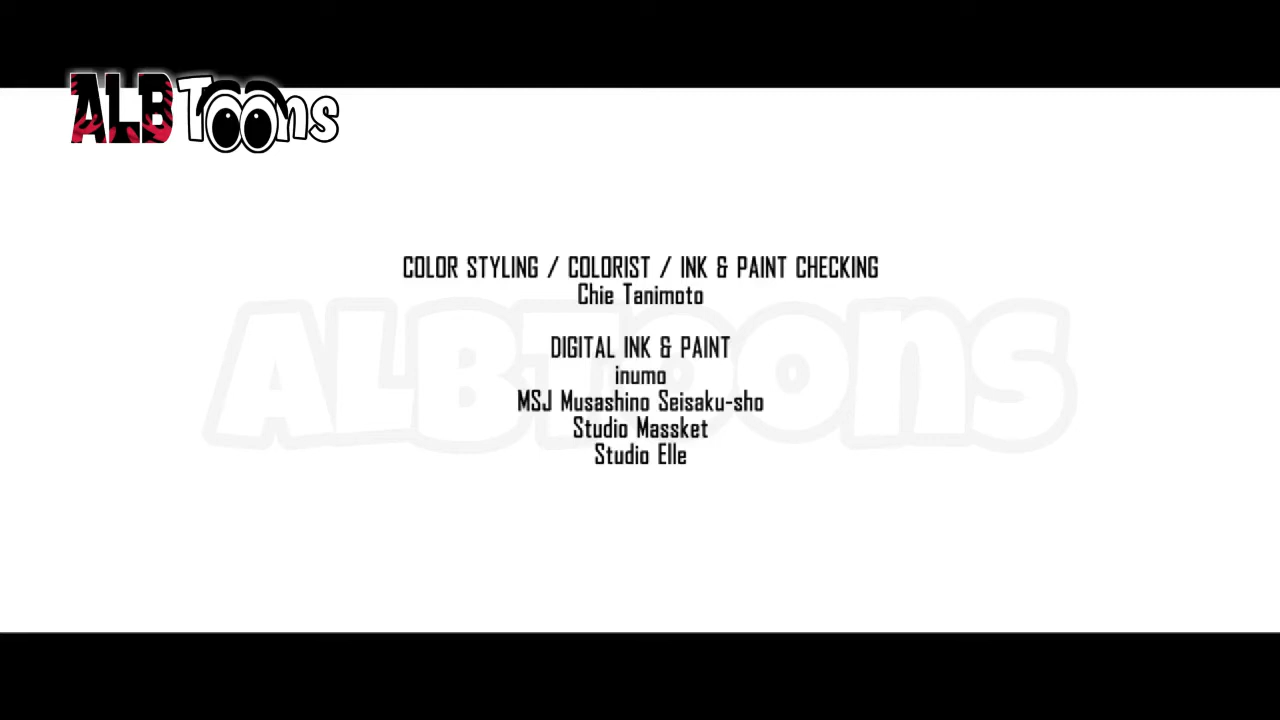 ALBToons
COLOR STYLING / COLORIST / INK & PAINT CHECKING
Chie Tanimoto
DIGITAL INK & PAINT
inumo
MSJ Musashino Seisaku-sho
Studio Massket
Studio Elle
ALBToons